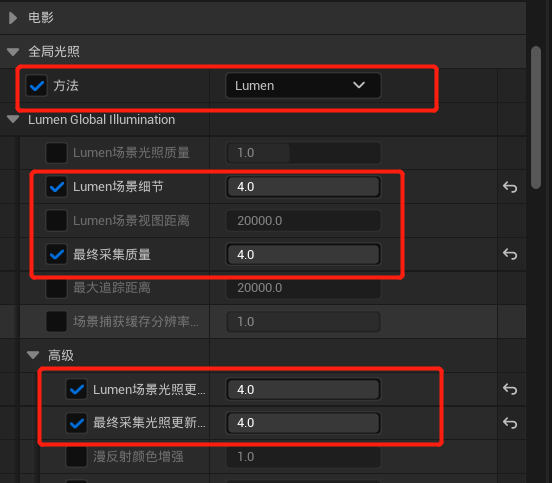 电影
全局光照
方法 Lumen
Lumen Global Illumination
Lumen场景光照质量 1.0
Lumen场景细节 4.0
Lumen场景视图距离 20000.0
最终采集质量 4.0
最大追踪距离 20000.0
场景捕获缓存分辨率... 1.0
高级
Lumen场景光照更... 4.0
最终采集光照更新... 4.0
漫反射颜色增强 1.0